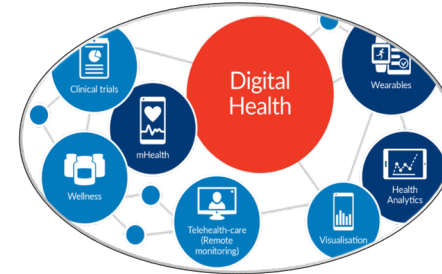 Digital
Health
Clinical trials
Wearables
mHealth
Health
Analytics
Wellness
Telehealth-care
(Remote
monitoring)
Visualisation